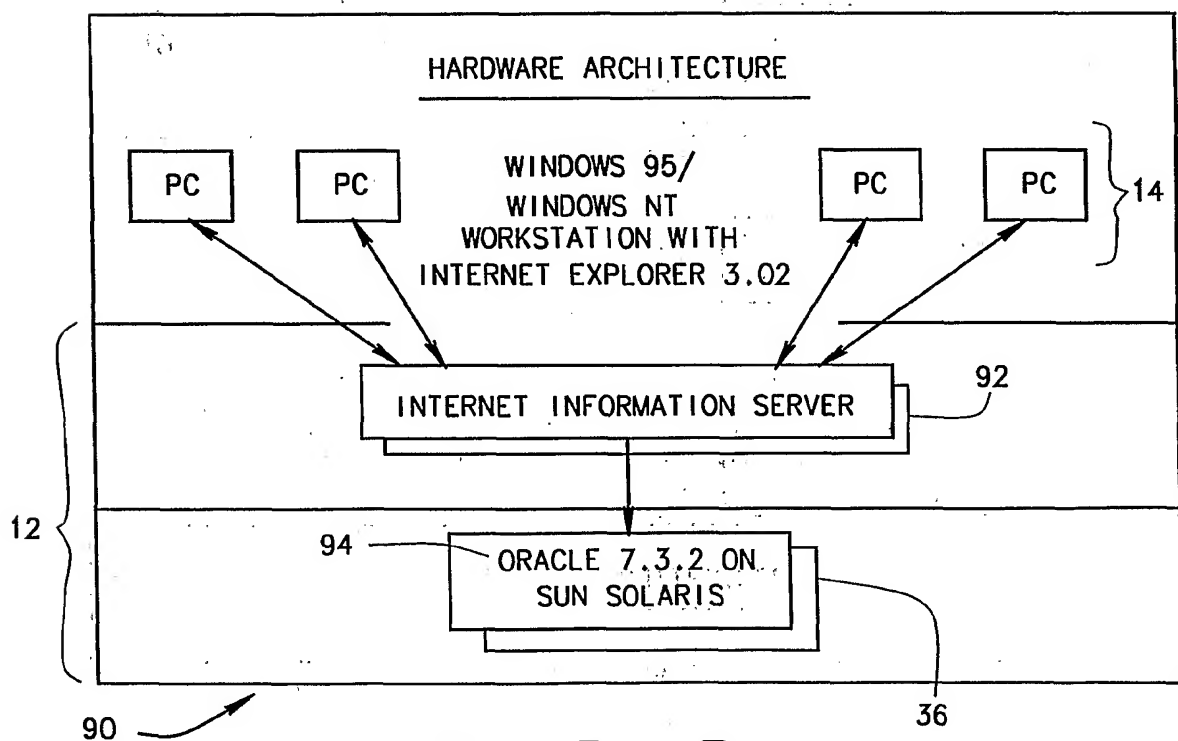 HARDWARE ARCHITECTURE
PC
PC
WINDOWS 95/
WINDOWS NT
WORKSTATION WITH
INTERNET EXPLORER 3.02
PC
PC
14
INTERNET INFORMATION SERVER
92
12
94
ORACLE 7.3.2 ON
SUN SOLARIS
90
36